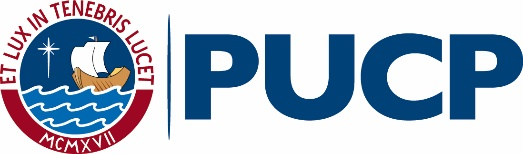 ET LUX IN TENEBRIS LUCET
MCMXVII
PUCP